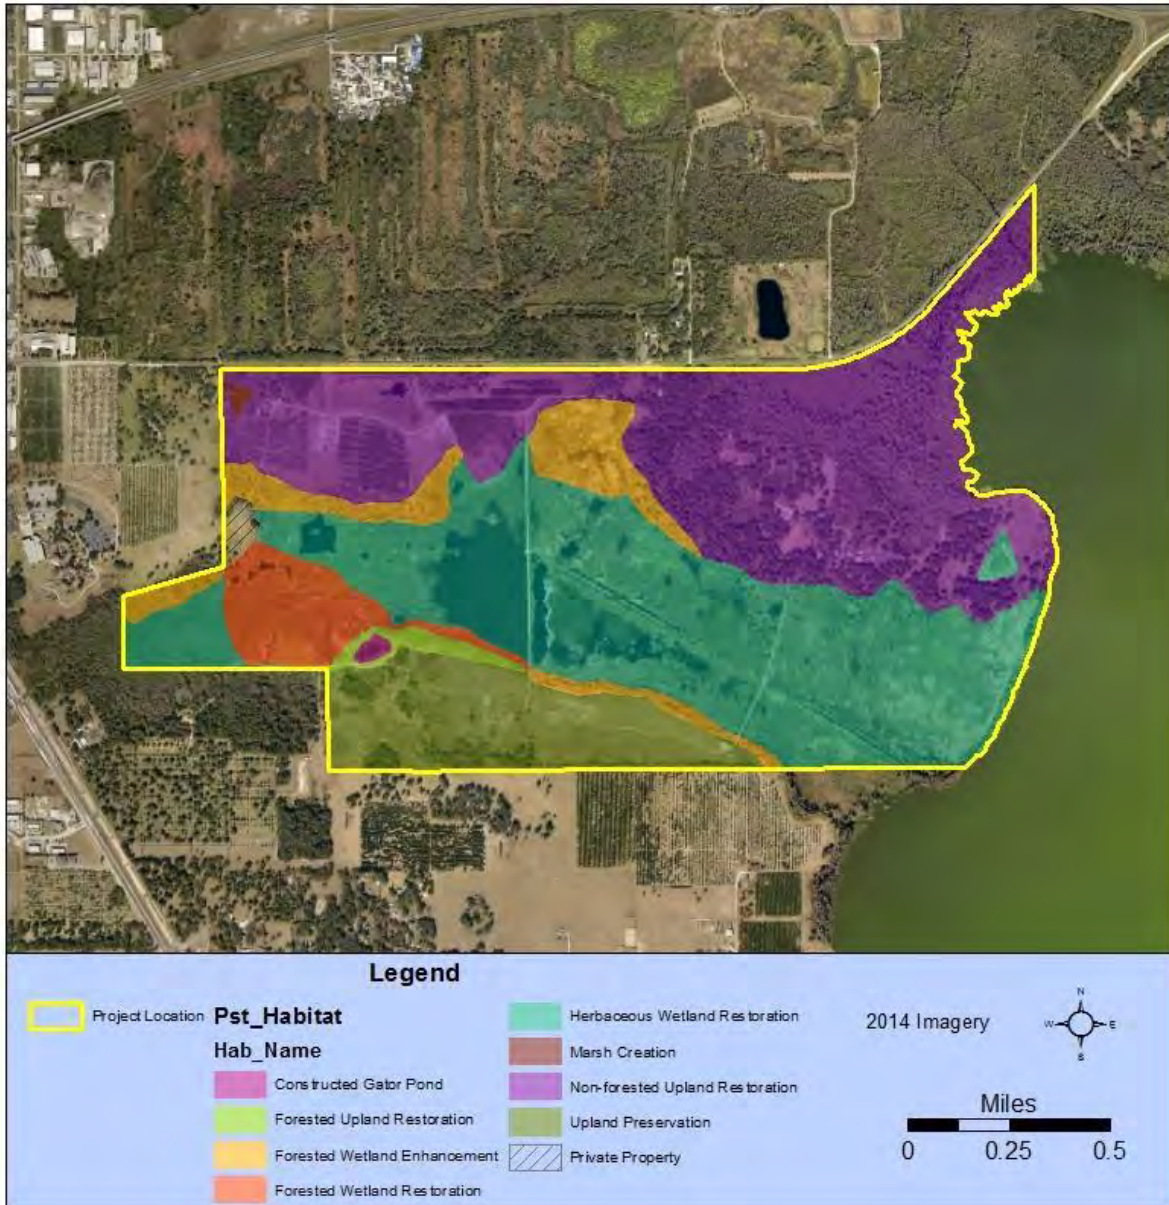 Legend
Project Location
Pst_Habitat
Hab_Name
Constructed Gator Pond
Forested Upland Restoration
Forested Wetland Enhancement
Forested Wetland Restoration
Herbaceous Wetland Restoration
Marsh Creation
Non-forested Upland Restoration
Upland Preservation
Private Property
2014 Imagery
N
W E
S
Miles
0 0.25 0.5